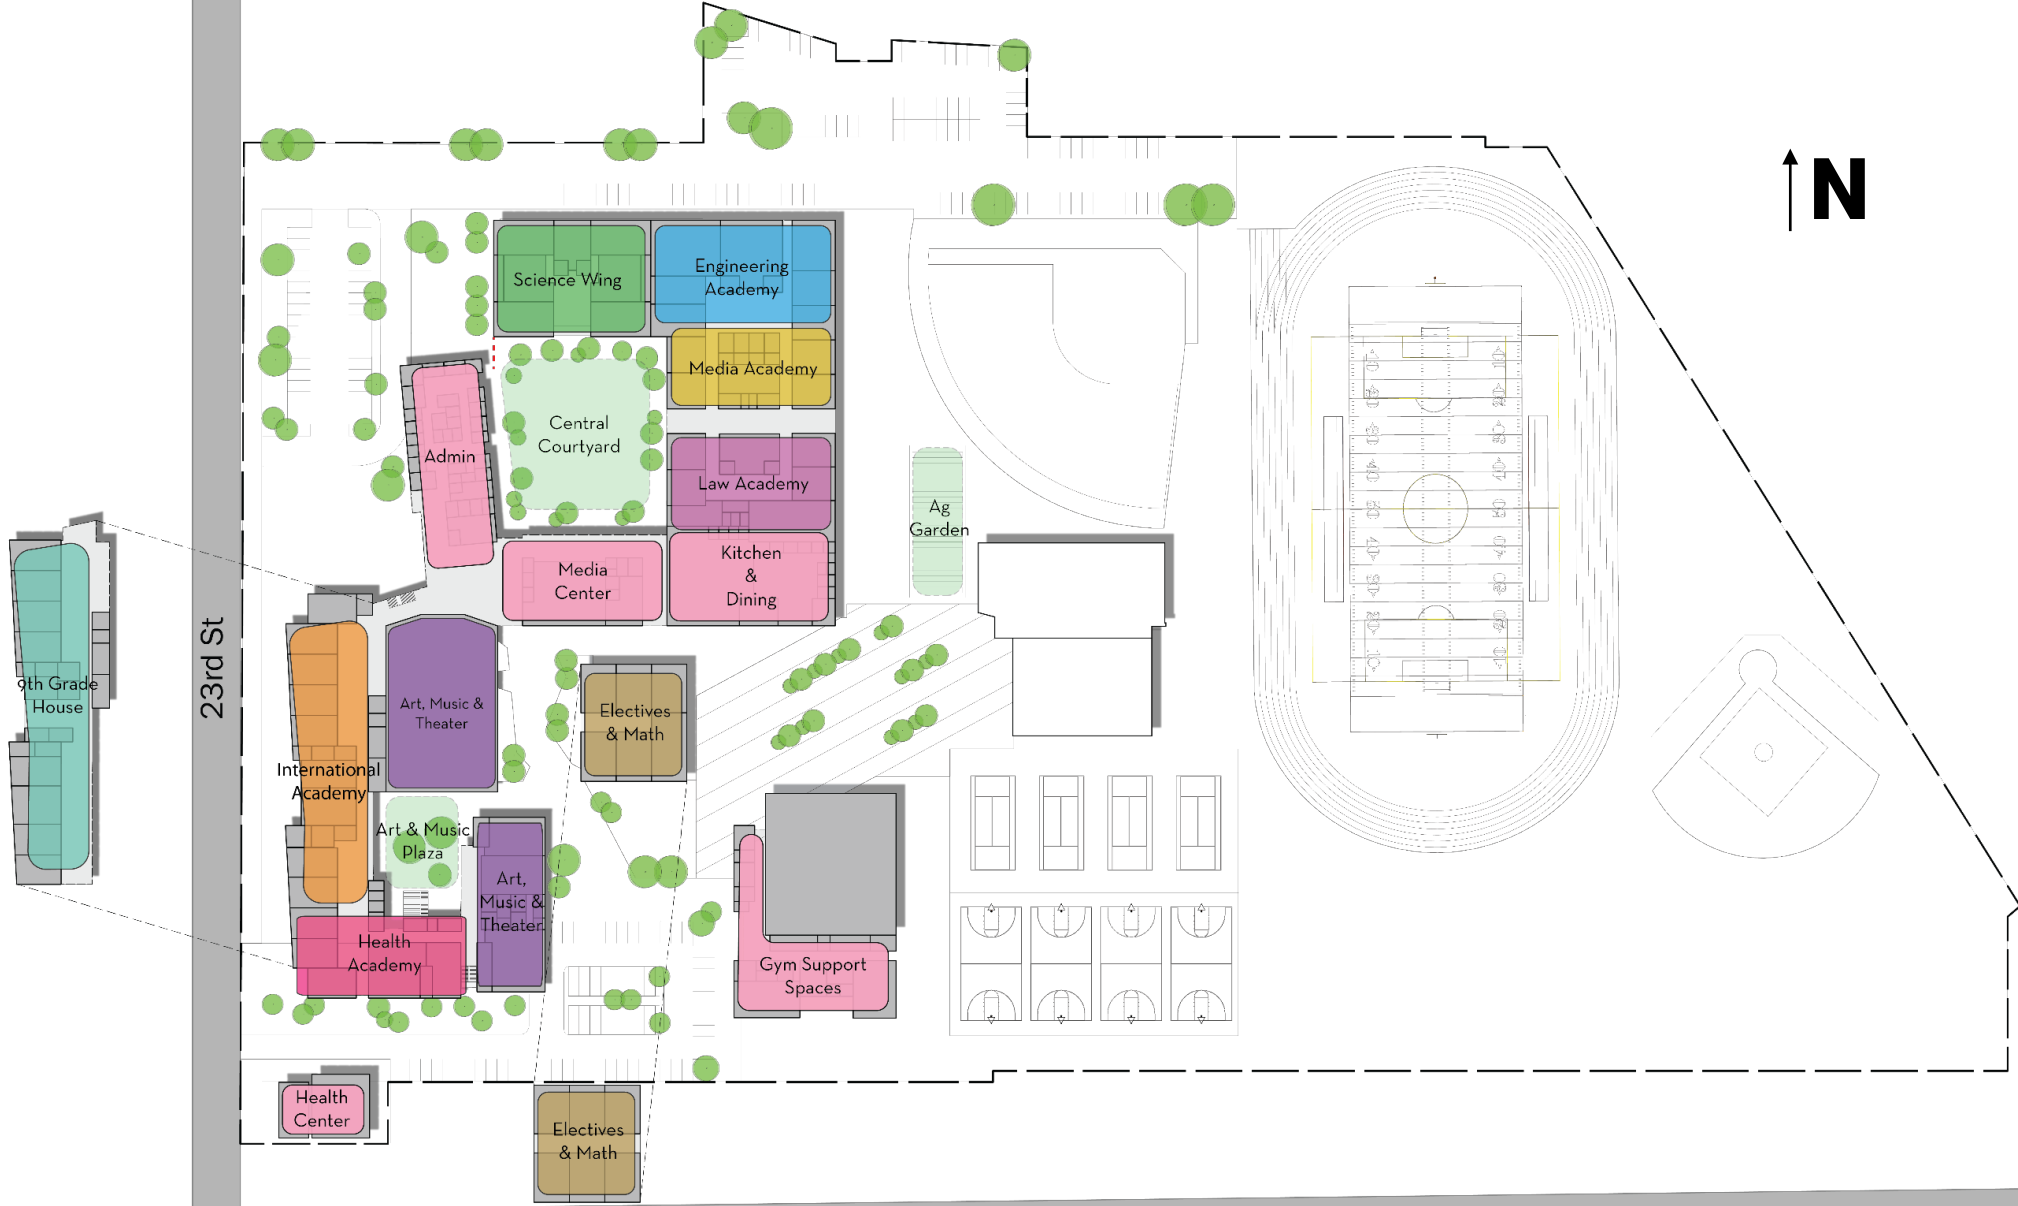 N
Science Wing
Engineering
Academy
Media Academy
Central
Courtyard
Admin
Law Academy
Ag
Garden
Kitchen
&
Dining
Media
Center
23rd St
9th Grade
House
Art, Music &
Theater
Electives
& Math
International
Academy
Art & Music
Plaza
Art,
Music &
Theater
Health
Academy
Gym Support
Spaces
Health
Center
Electives
& Math